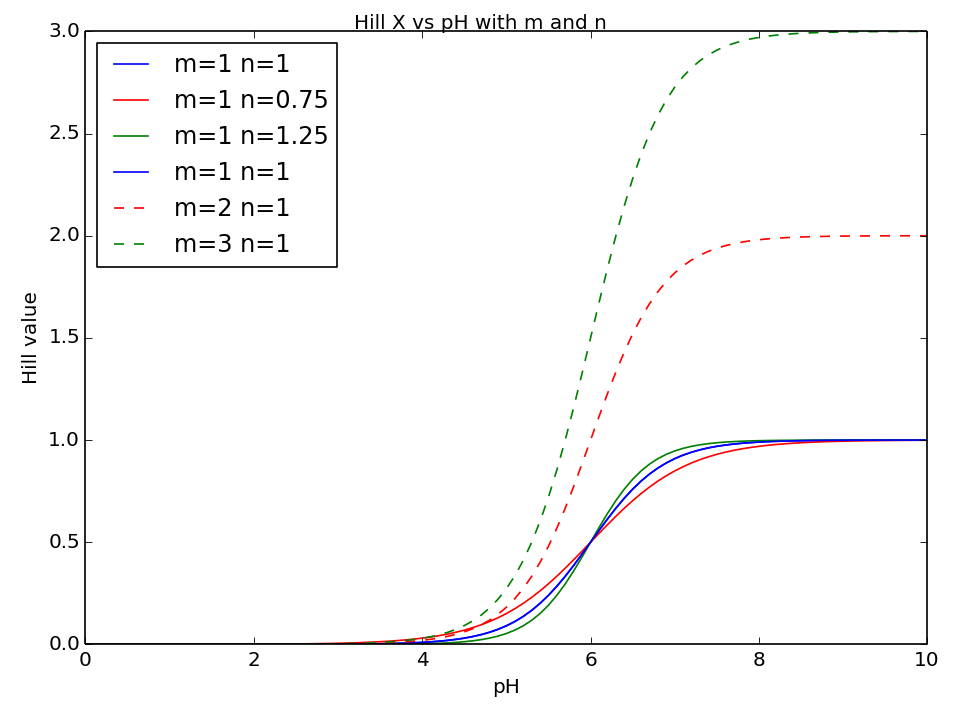 Hill X vs pH with m and n
3.0
2.5
2.0
1.5
1.0
0.5
0.0
Hill value
m=1 n=1
m=1 n=0.75
m=1 n=1.25
m=1 n=1
m=2 n=1
m=3 n=1
0 2 4 6 8 10
pH